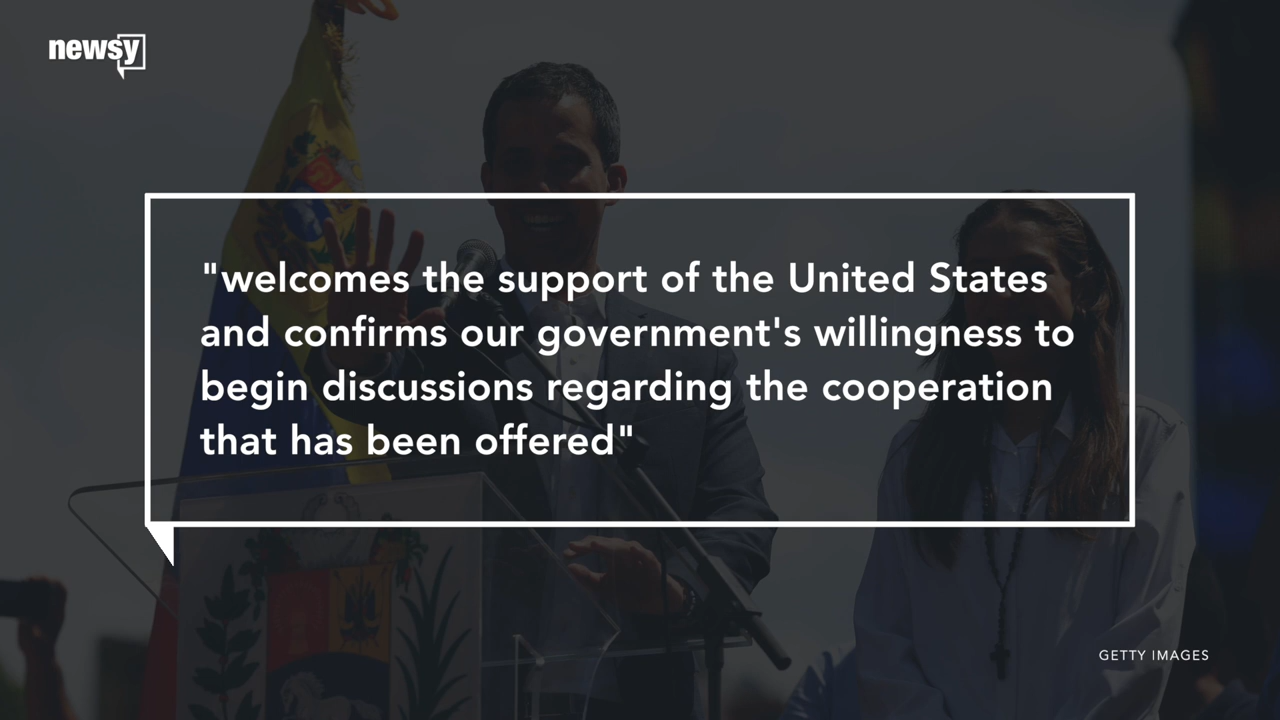 newsy
"welcomes the support of the United States
and confirms our government's willingness to
begin discussions regarding the cooperation
that has been offered"
GETTY IMAGES